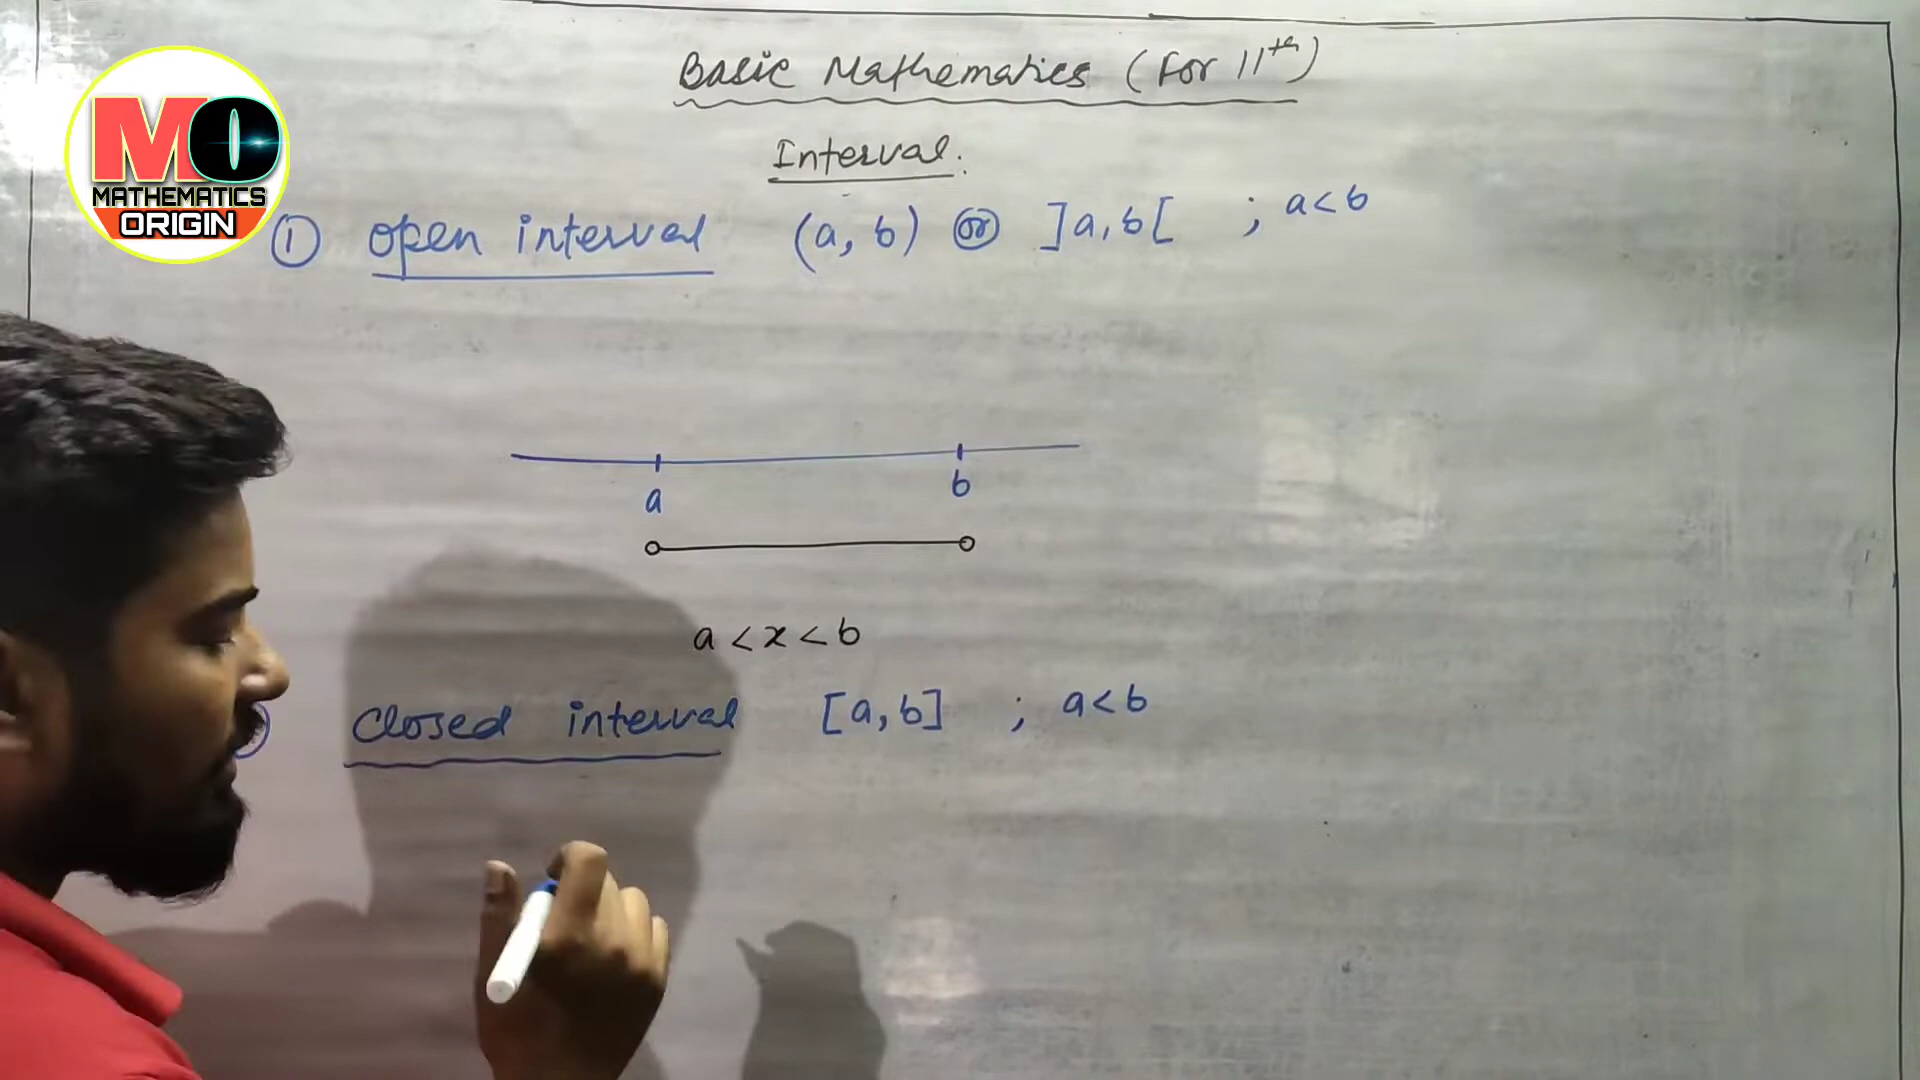 Basic Mathematics (For 11th)
Interval.
MO
MATHEMATICS
ORIGIN
① open interval (a, b) or ]a, b[ ; a < b
a b
a < x < b
closed interval [a, b] ; a < b